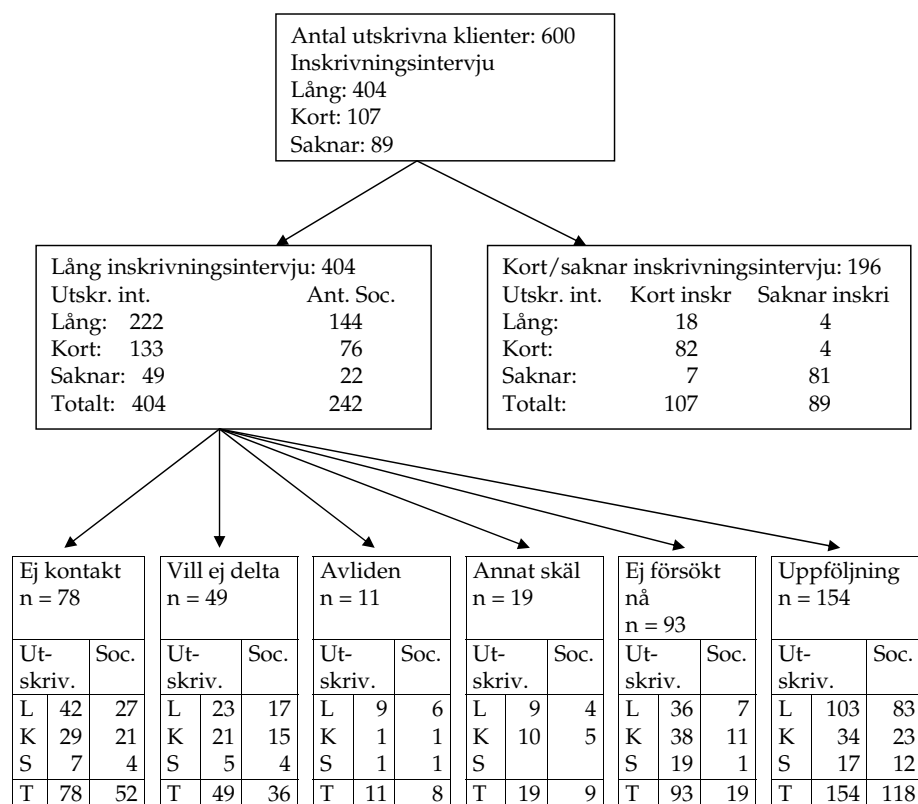 Antal utskrivna klienter: 600
Inskrivningsintervju
Lång: 404
Kort: 107
Saknar: 89
Lång inskrivningsintervju: 404
Utskr. int. Ant. Soc.
Lång: 222 144
Kort: 133 76
Saknar: 49 22
Totalt: 404 242
Kort/saknar inskrivningsintervju: 196
Utskr. int. Kort inskr Saknar inskri
Lång: 18 4
Kort: 82 4
Saknar: 7 81
Totalt: 107 89
Ej kontakt
n = 78
Ut- Soc.
skriv.
L 42 27
K 29 21
S 7 4
T 78 52
Vill ej delta
n = 49
Ut- Soc.
skriv.
L 23 17
K 21 15
S 5 4
T 49 36
Avliden
n = 11
Ut- Soc.
skriv.
L 9 6
K 1 1
S 1 1
T 11 8
Annat skäl
n = 19
Ut- Soc.
skriv.
L 9 4
K 10 5
S
T 19 9
Ej försökt
nå
n = 93
Ut- Soc.
skriv.
L 36 7
K 38 11
S 19 1
T 93 19
Uppföljning
n = 154
Ut- Soc.
skriv.
L 103 83
K 34 23
S 17 12
T 154 118